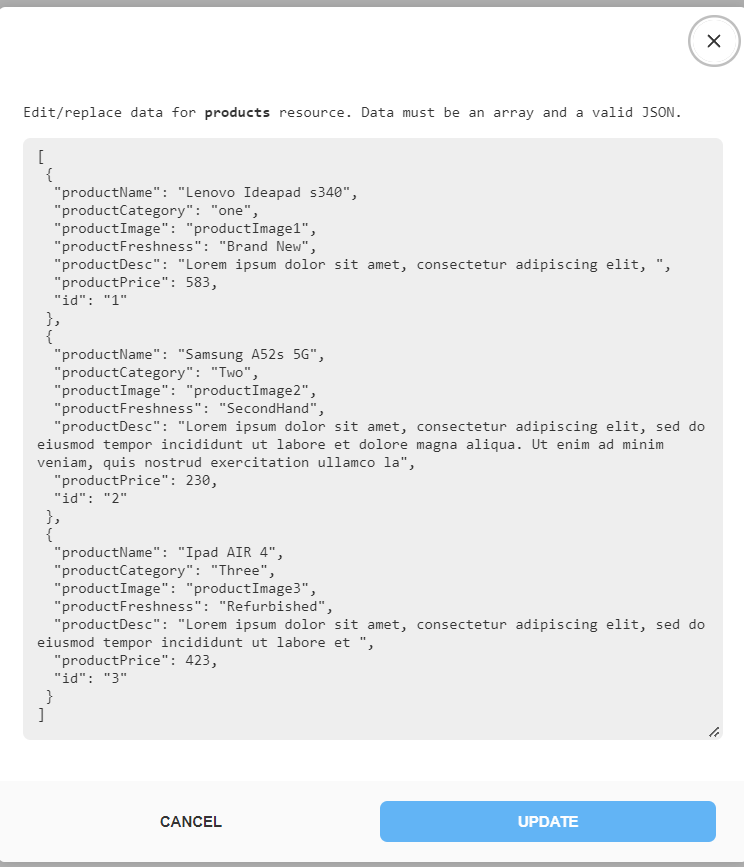 Edit/replace data for products resource. Data must be an array and a valid JSON.
[
{
"productName": "Lenovo Ideapad s340",
"productCategory": "one",
"productImage": "productImage1",
"productFreshness": "Brand New",
"productDesc": "Lorem ipsum dolor sit amet, consectetur adipiscing elit, ",
"productPrice": 583,
"id": "1"
},
{
"productName": "Samsung A52s 5G",
"productCategory": "Two",
"productImage": "productImage2",
"productFreshness": "SecondHand",
"productDesc": "Lorem ipsum dolor sit amet, consectetur adipiscing elit, sed do
eiusmod tempor incididunt ut labore et dolore magna aliqua. Ut enim ad minim
veniam, quis nostrud exercitation ullamco la",
"productPrice": 230,
"id": "2"
},
{
"productName": "Ipad AIR 4",
"productCategory": "Three",
"productImage": "productImage3",
"productFreshness": "Refurbished",
"productDesc": "Lorem ipsum dolor sit amet, consectetur adipiscing elit, sed do
eiusmod tempor incididunt ut labore et ",
"productPrice": 423,
"id": "3"
}
]
CANCEL
UPDATE